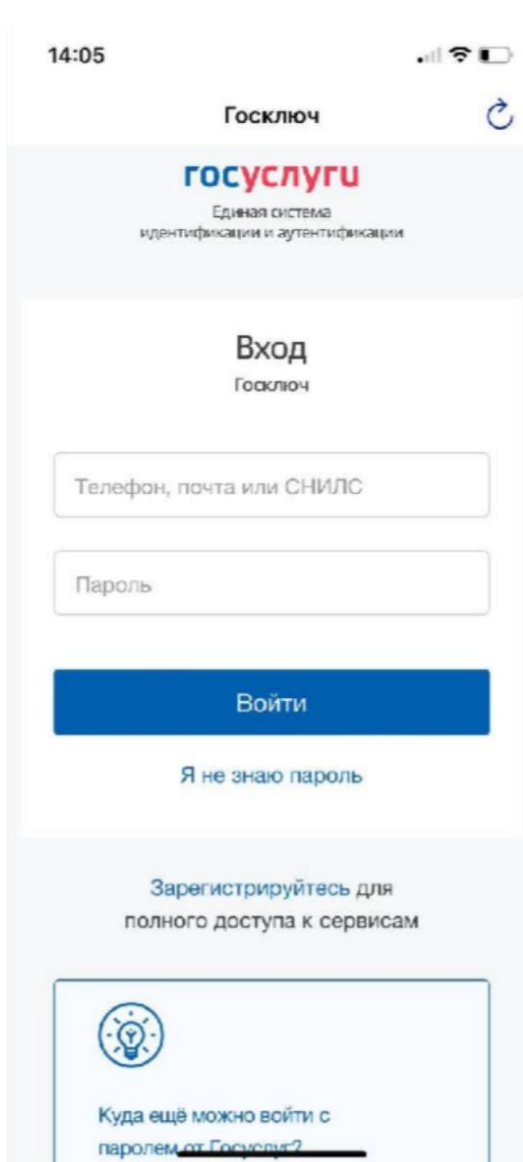 14:05
Госключ
госуслуги
Единая система
идентификации и аутентификации
Вход
Госключ
Телефон, почта или СНИЛС
Пароль
Войти
Я не знаю пароль
Зарегистрируйтесь для
полного доступа к сервисам
Куда ещё можно войти с
паролем от Госуслуг?